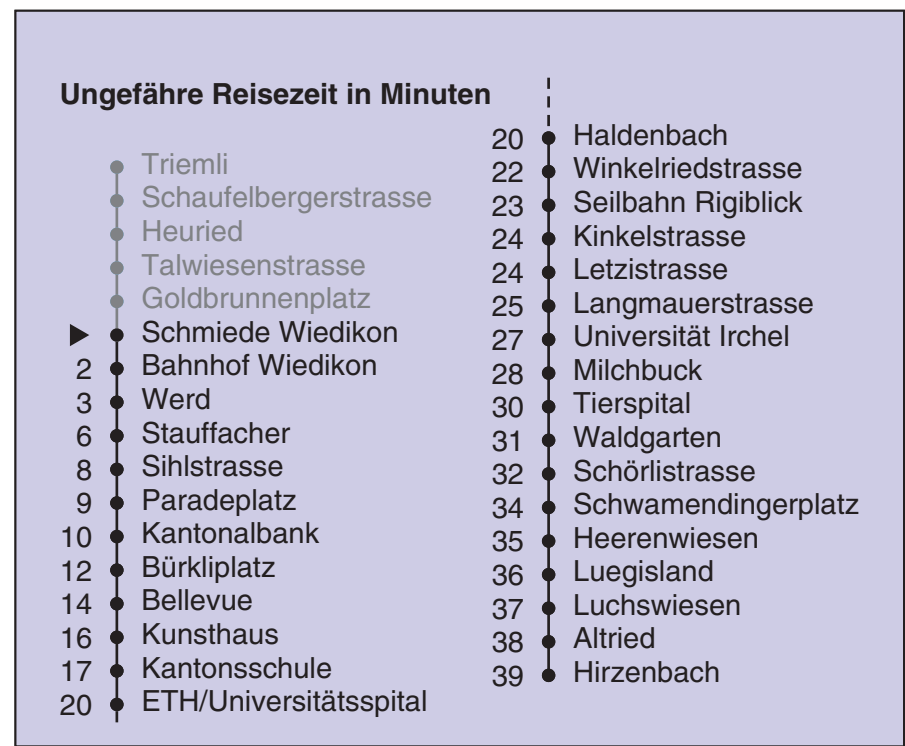 Ungefähre Reisezeit in Minuten
Triemli
Schaufelbergerstrasse
Heuried
Talwiesenstrasse
Goldbrunnenplatz
Schmiede Wiedikon
2 Bahnhof Wiedikon
3 Werd
6 Stauffacher
8 Sihlstrasse
9 Paradeplatz
10 Kantonalbank
12 Bürkliplatz
14 Bellevue
16 Kunsthaus
17 Kantonsschule
20 ETH/Universitätsspital
20 Haldenbach
22 Winkelriedstrasse
23 Seilbahn Rigiblick
24 Kinkelstrasse
24 Letzistrasse
25 Langmauerstrasse
27 Universität Irchel
28 Milchbuck
30 Tierspital
31 Waldgarten
32 Schörlistrasse
34 Schwamendingerplatz
35 Heerenwiesen
36 Luegisland
37 Luchswiesen
38 Altried
39 Hirzenbach